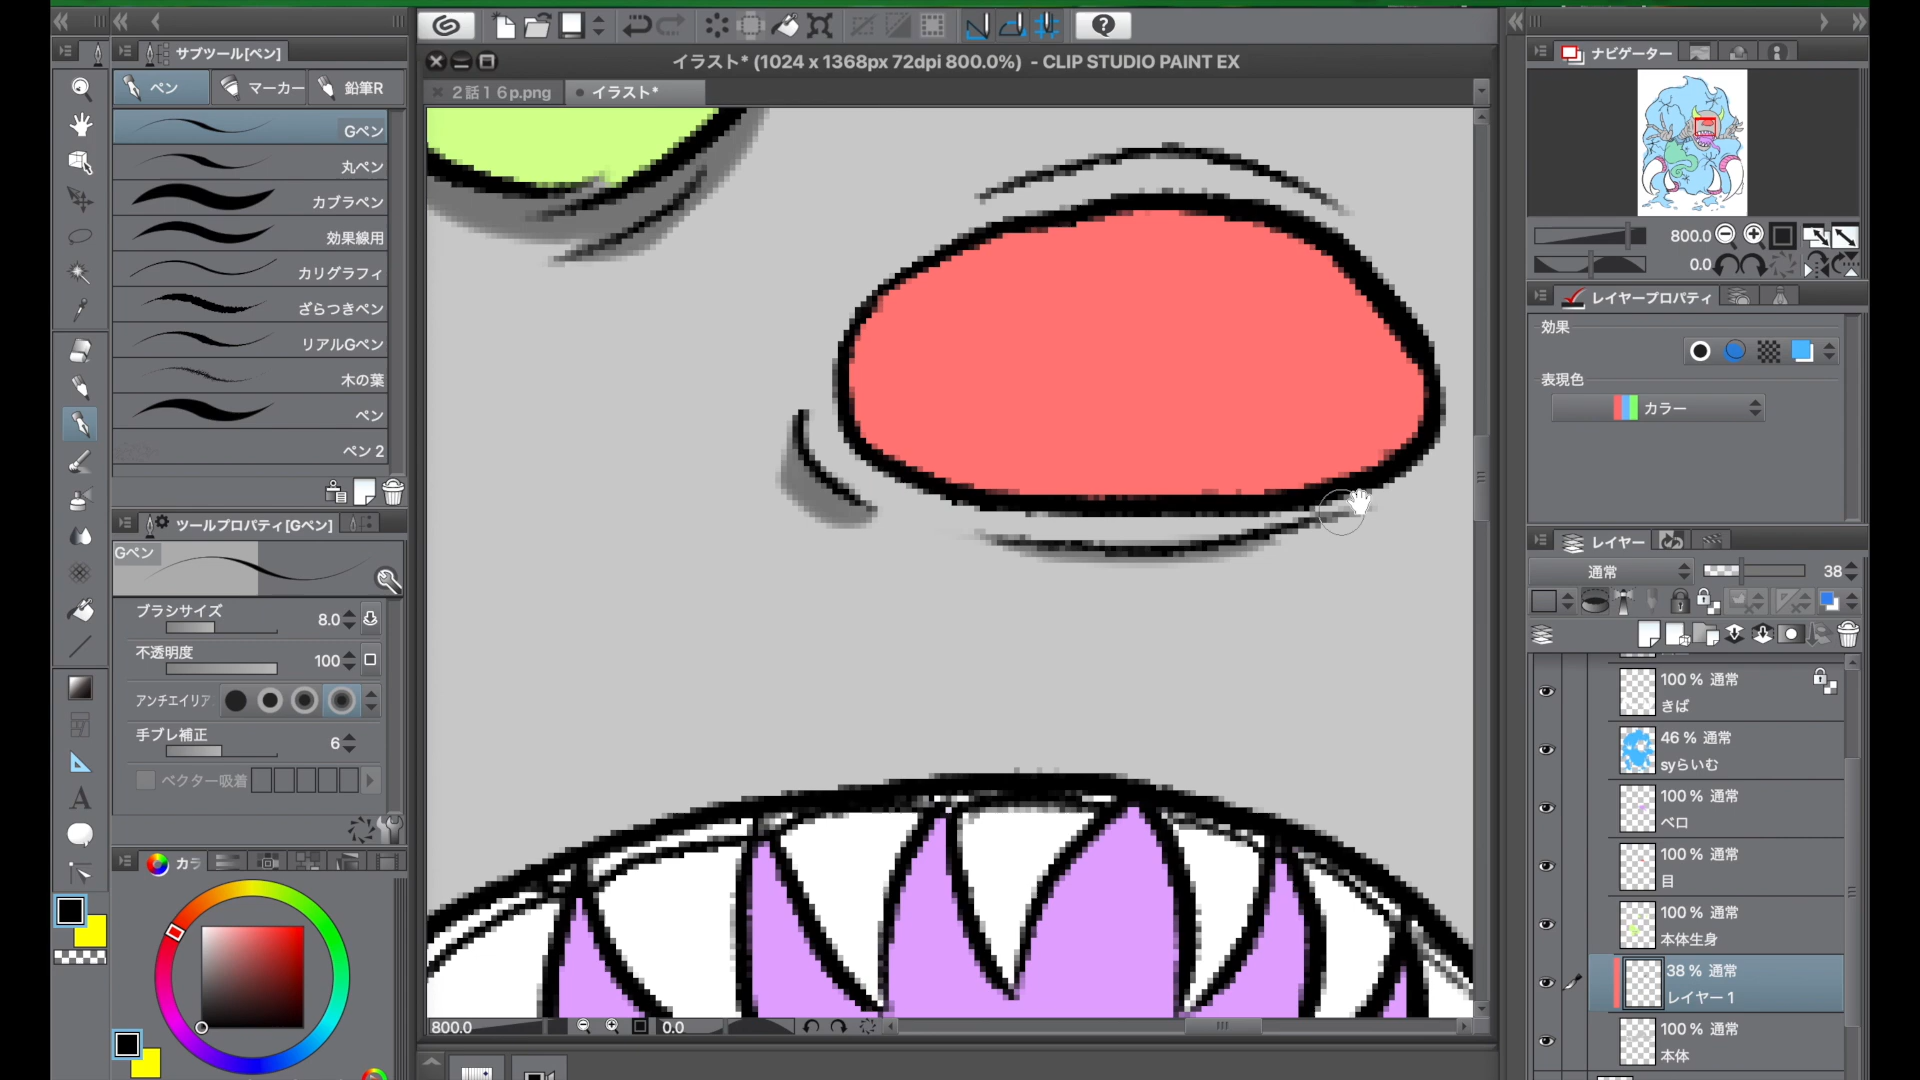 イラスト* (1024 x 1368px 72dpi 800.0%) - CLIP STUDIO PAINT EX
2話16p.png
イラスト*
サブツール[ペン]
ペン
マーカー
鉛筆R
Gペン
丸ペン
カブラペン
効果線用
カリグラフィ
ざらつきペン
リアルGペン
木の葉
ペン
ペン 2
ツールプロパティ[Gペン]
Gペン
ブラシサイズ
8.0
不透明度
100
アンチエイリア
手ブレ補正
6
ベクター吸着
カラ
800.0
0.0
ナビゲーター
800.0
0.0
レイヤープロパティ
効果
表現色
カラー
レイヤー
通常
38
100 % 通常
きば
46 % 通常
syらいむ
100 % 通常
ベロ
100 % 通常
目
100 % 通常
本体生身
38 % 通常
レイヤー 1
100 % 通常
本体